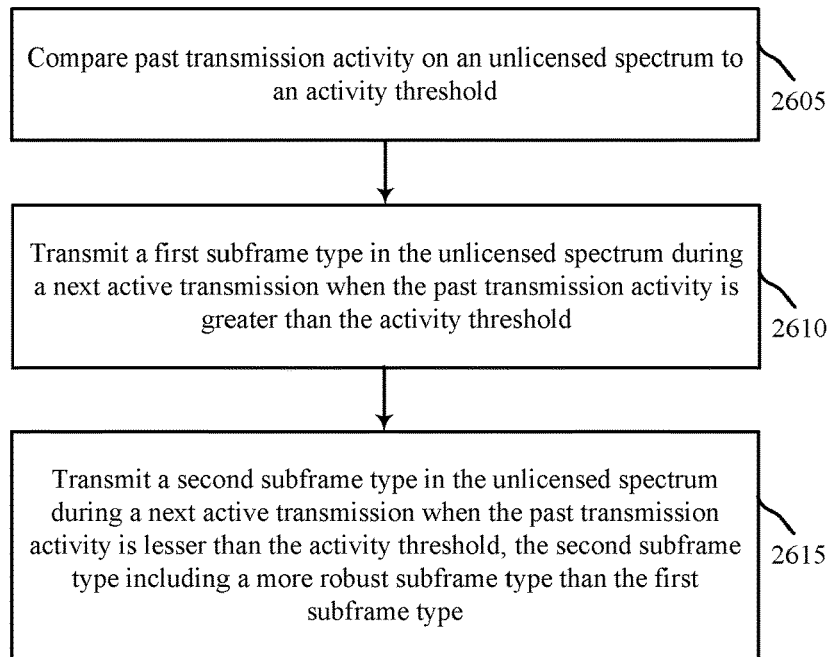 Compare past transmission activity on an unlicensed spectrum to
an activity threshold
2605
Transmit a first subframe type in the unlicensed spectrum during
a next active transmission when the past transmission activity is
greater than the activity threshold
2610
Transmit a second subframe type in the unlicensed spectrum
during a next active transmission when the past transmission
activity is lesser than the activity threshold, the second subframe
type including a more robust subframe type than the first
subframe type
2615